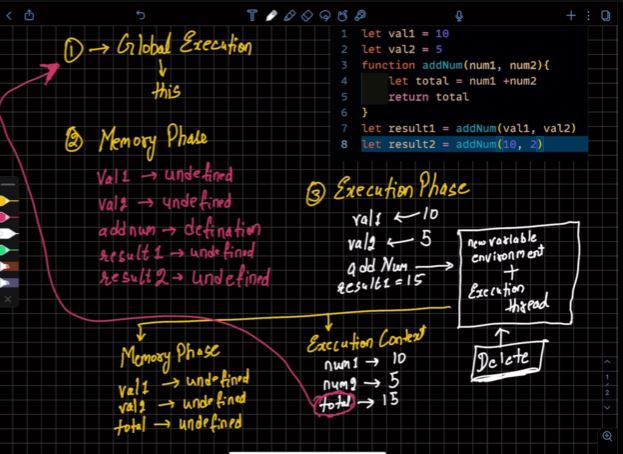 ① → Global Execution
↓
this
② Memory Phase
val1 → undefined
val2 → undefined
addnum → defination
result 1 → undefined
result 2 → undefined
1 let val1 = 10
2 let val2 = 5
3 function addNum(num1, num2){
4 let total = num1 +num2
5 return total
6 }
7 let result1 = addNum(val1, val2)
8 let result2 = addNum(10, 2)
③ Execution Phase
val1 ← 10
val2 ← 5
add Num →
result1 = 15
new variable
environment
+
Execution
thread
Delete
Memory Phase
val1 → undefined
val2 → undefined
total → undefined
Execution Context
num1 → 10
num2 → 5
total → 15
1
2